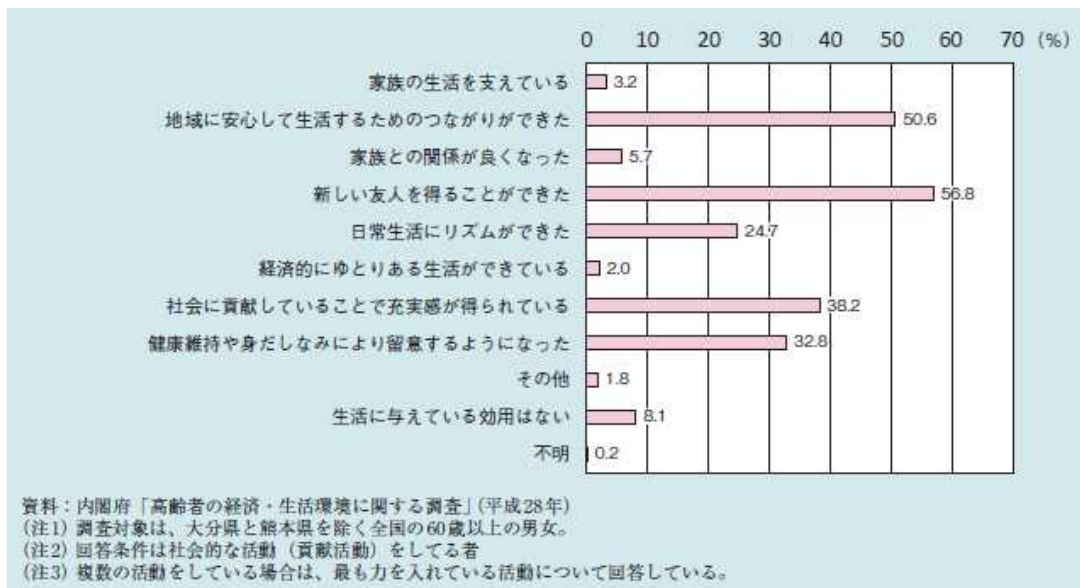 0 10 20 30 40 50 60 70 (%)
家族の生活を支えている 3.2
地域に安心して生活するためのつながりができた 50.6
家族との関係が良くなった 5.7
新しい友人を得ることができた 56.8
日常生活にリズムができた 24.7
経済的にゆとりある生活ができている 2.0
社会に貢献していることで充実感が得られている 38.2
健康維持や身だしなみにより留意するようになった 32.8
その他 1.8
生活に与えている効用はない 8.1
不明 0.2
資料：内閣府「高齢者の経済・生活環境に関する調査」（平成28年）
(注1) 調査対象は、大分県と熊本県を除く全国の60歳以上の男女。
(注2) 回答条件は社会的な活動（貢献活動）をしてる者
(注3) 複数の活動をしている場合は、最も力を入れている活動について回答している。